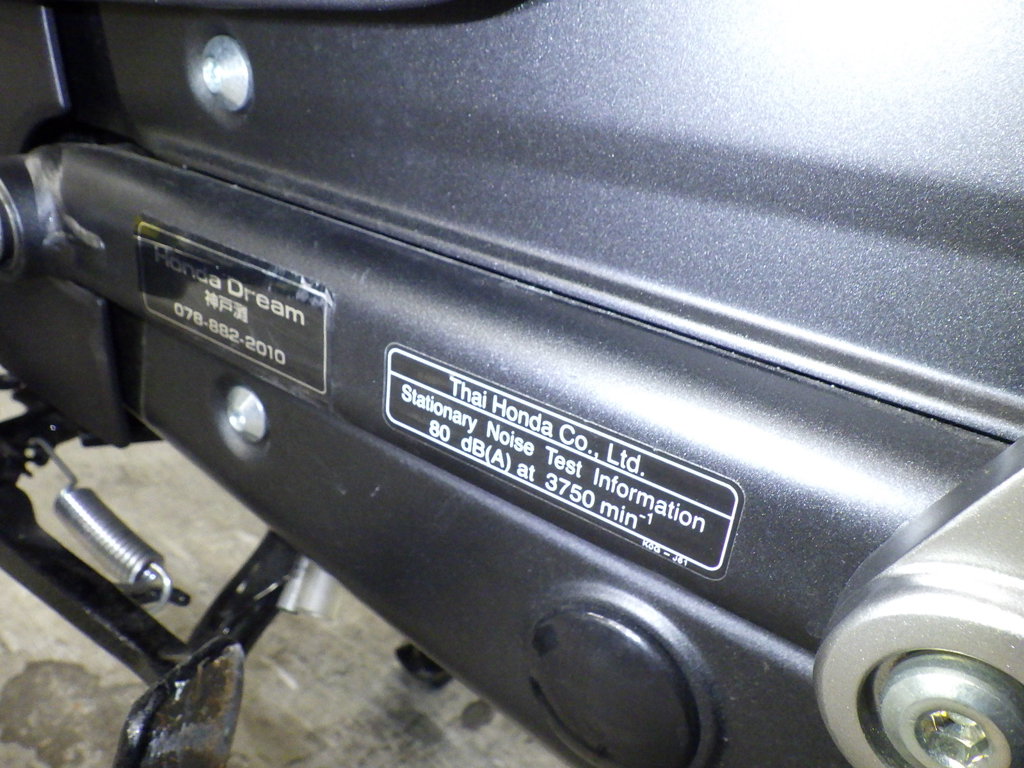 Honda Dream
神戸灘
078-882-2010
Thai Honda Co., Ltd.
Stationary Noise Test Information
80 dB(A) at 3750 min⁻¹